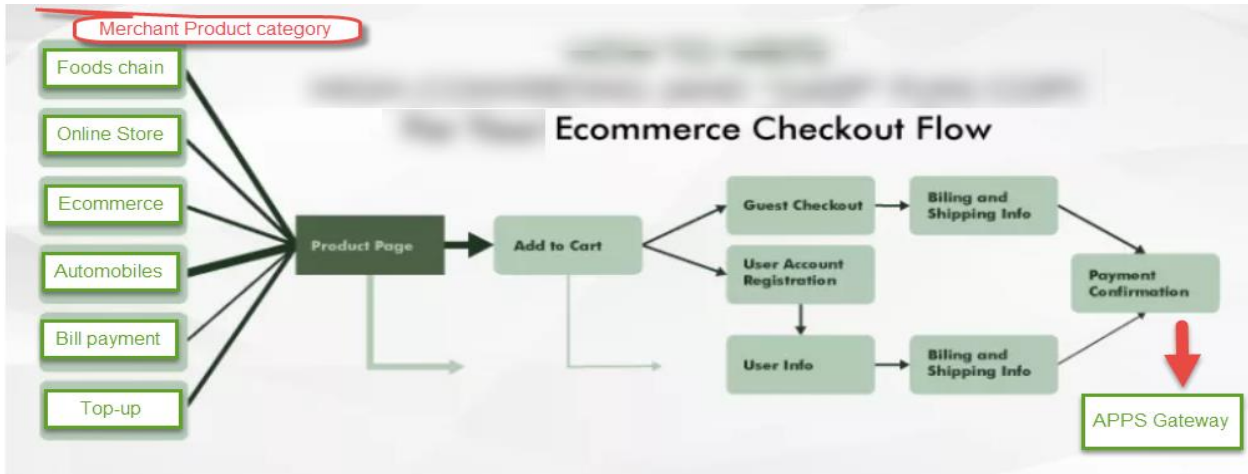 Merchant Product category
Foods chain
Online Store
Ecommerce
Automobiles
Bill payment
Top-up
Ecommerce Checkout Flow
Product Page
Add to Cart
Guest Checkout
Biling and
Shipping Info
User Account
Registration
User Info
Biling and
Shipping Info
Payment
Confirmation
APPS Gateway